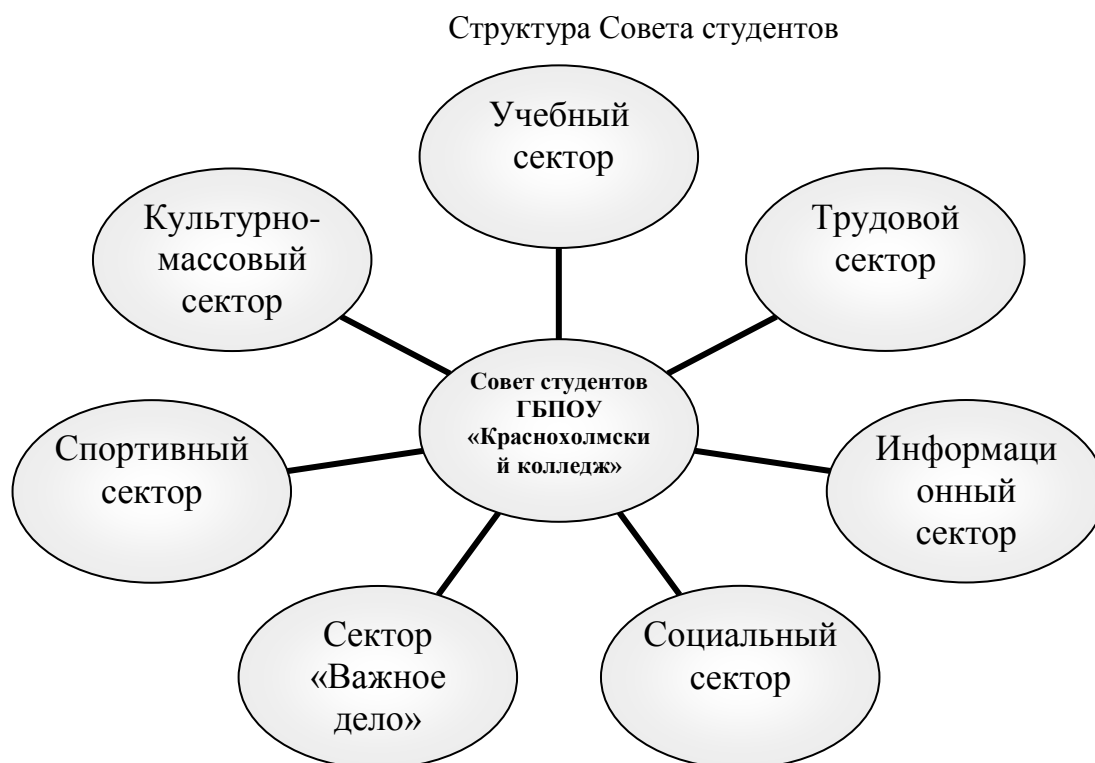 Структура Совета студентов
Учебный
сектор
Культурно-
массовый
сектор
Трудовой
сектор
Совет студентов
ГБПОУ
«Краснохолмски
й колледж»
Спортивный
сектор
Информаци
онный
сектор
Сектор
«Важное
дело»
Социальный
сектор